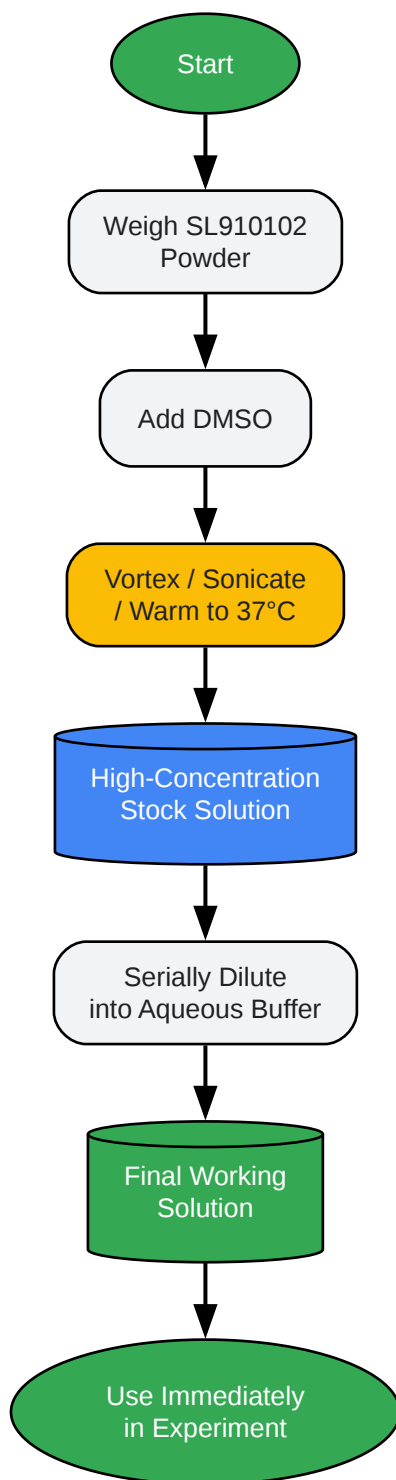 Start
Weigh SL910102
Powder
Add DMSO
Vortex / Sonicate
/ Warm to 37°C
High-Concentration
Stock Solution
Serially Dilute
into Aqueous Buffer
Final Working
Solution
Use Immediately
in Experiment